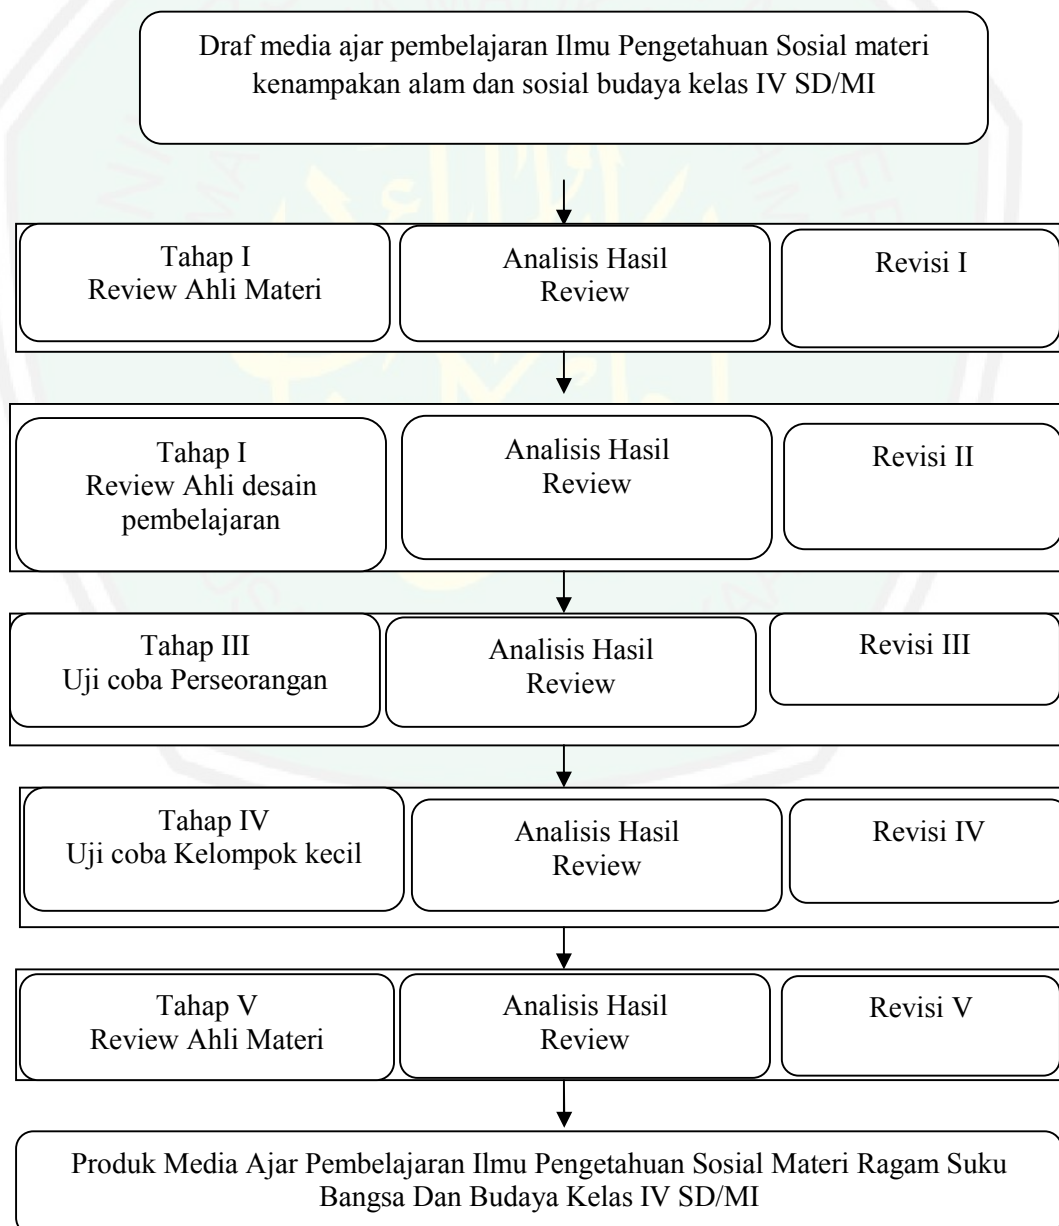 Draf media ajar pembelajaran Ilmu Pengetahuan Sosial materi
kenampakan alam dan sosial budaya kelas IV SD/MI
Tahap I
Review Ahli Materi
Analisis Hasil
Review
Revisi I
Tahap I
Review Ahli desain
pembelajaran
Analisis Hasil
Review
Revisi II
Tahap III
Uji coba Perseorangan
Analisis Hasil
Review
Revisi III
Tahap IV
Uji coba Kelompok kecil
Analisis Hasil
Review
Revisi IV
Tahap V
Review Ahli Materi
Analisis Hasil
Review
Revisi V
Produk Media Ajar Pembelajaran Ilmu Pengetahuan Sosial Materi Ragam Suku
Bangsa Dan Budaya Kelas IV SD/MI